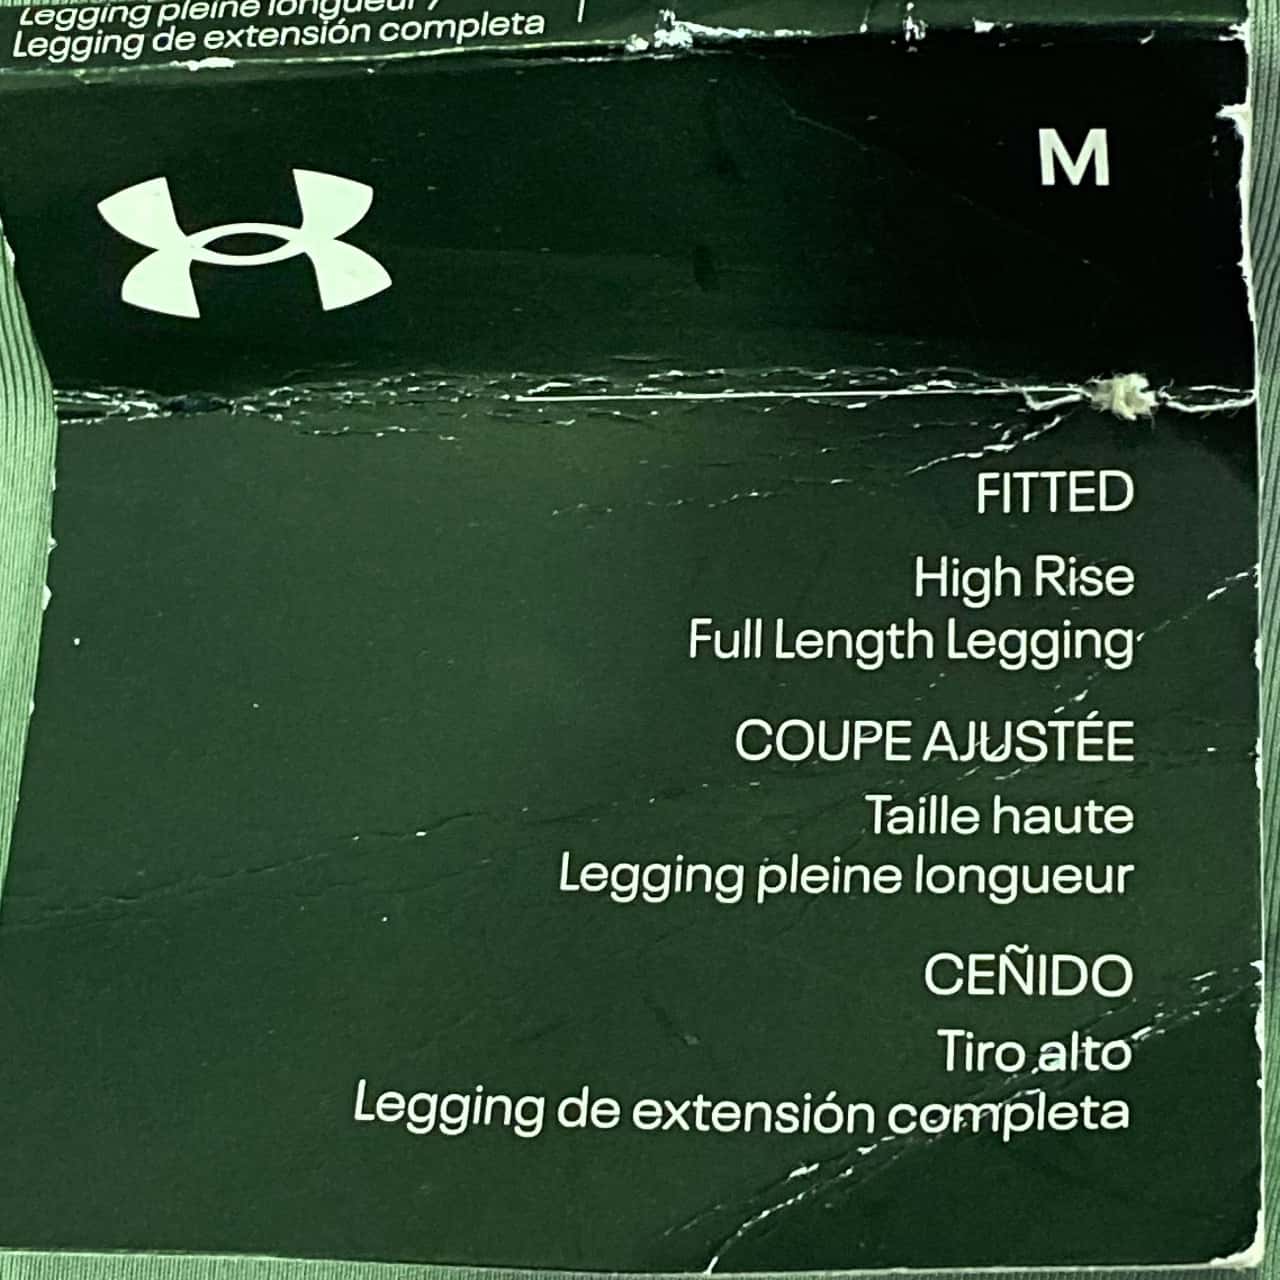 Legging pleine longueur /
Legging de extensión completa
M
FITTED
High Rise
Full Length Legging
COUPE AJUSTÉE
Taille haute
Legging pleine longueur
CEÑIDO
Tiro alto
Legging de extensión completa